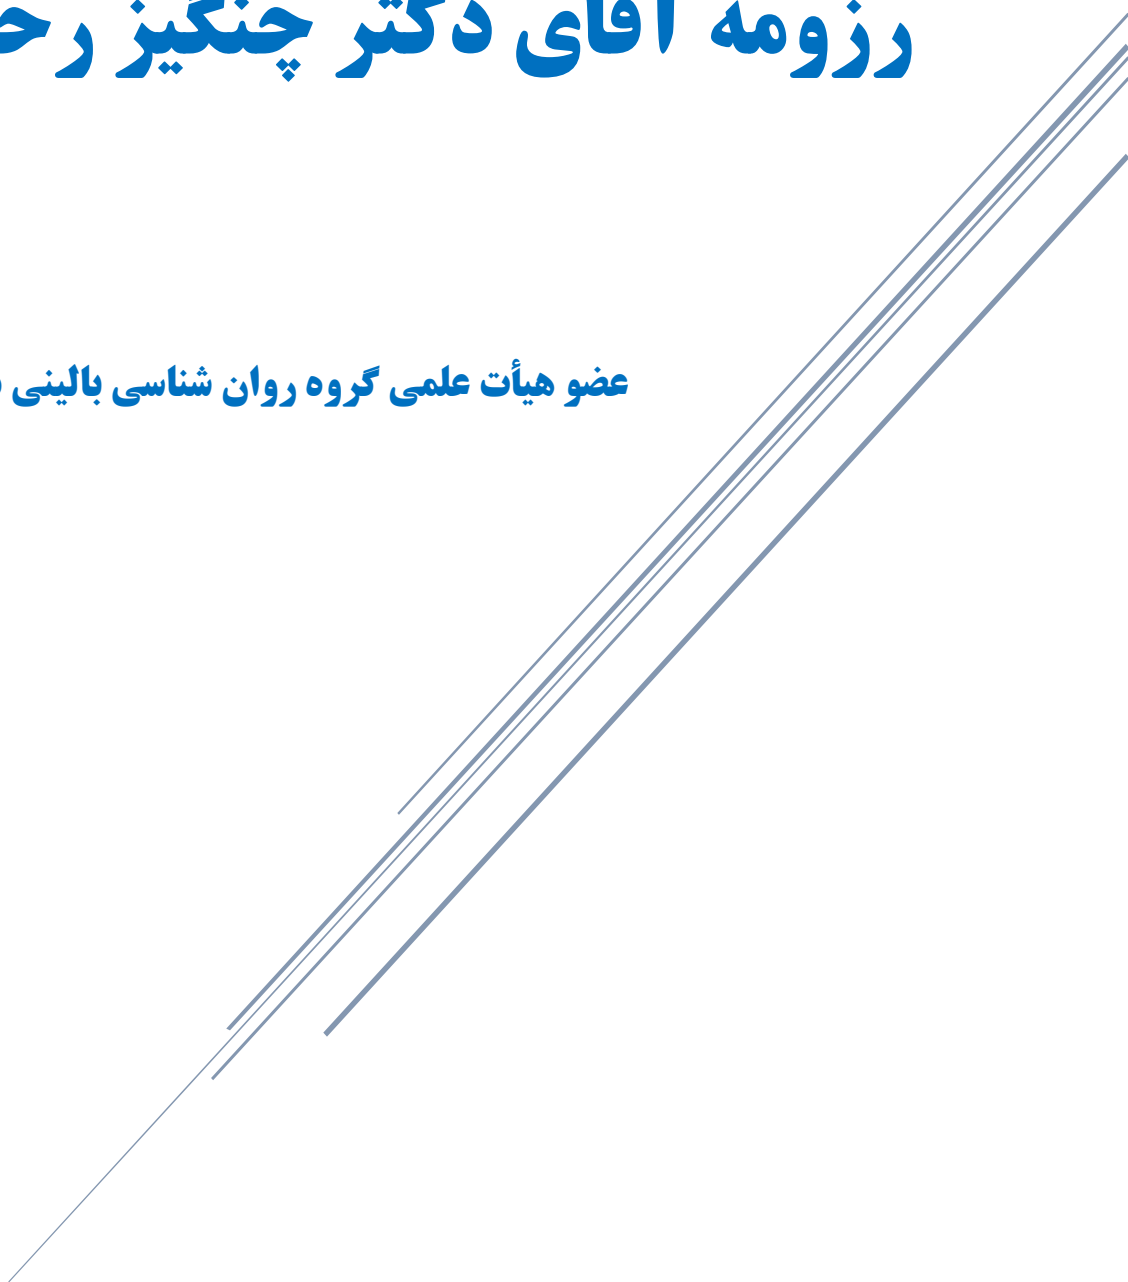 رزومه آقای دکتر چنگیز
عضو هیأت علمی گروه روان شناسی بالینی